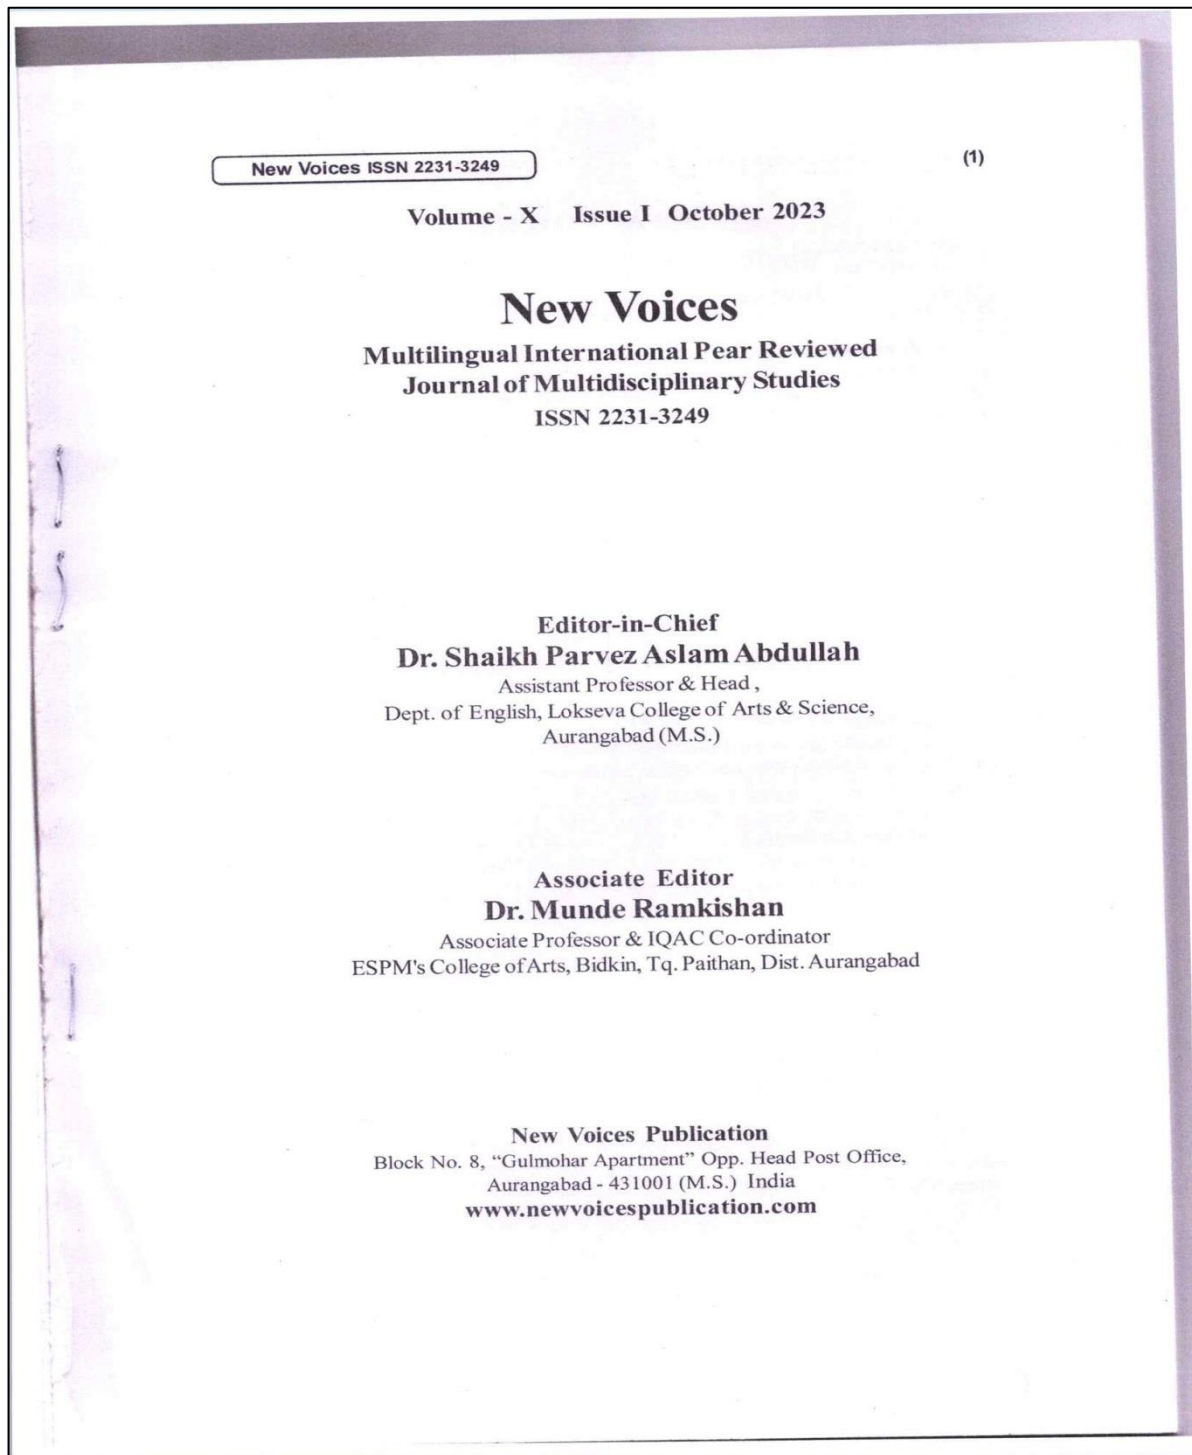 New Voices ISSN 2231-3249
(1)
Volume - X Issue I October 2023
New Voices
Multilingual International Pear Reviewed
Journal of Multidisciplinary Studies
ISSN 2231-3249
Editor-in-Chief
Dr. Shaikh Parvez Aslam Abdullah
Assistant Professor & Head ,
Dept. of English, Lokseva College of Arts & Science,
Aurangabad (M.S.)
Associate Editor
Dr. Munde Ramkishan
Associate Professor & IQAC Co-ordinator
ESPM's College of Arts, Bidkin, Tq. Paithan, Dist. Aurangabad
New Voices Publication
Block No. 8, “Gulmohar Apartment” Opp. Head Post Office,
Aurangabad - 431001 (M.S.) India
www.newvoicespublication.com